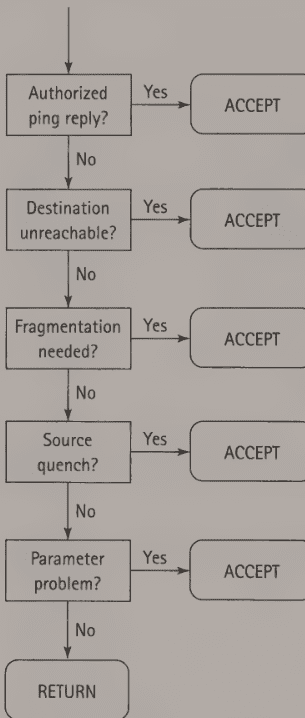 Authorized
ping reply?
Yes
ACCEPT
No
Destination
unreachable?
Yes
ACCEPT
No
Fragmentation
needed?
Yes
ACCEPT
No
Source
quench?
Yes
ACCEPT
No
Parameter
problem?
Yes
ACCEPT
No
RETURN